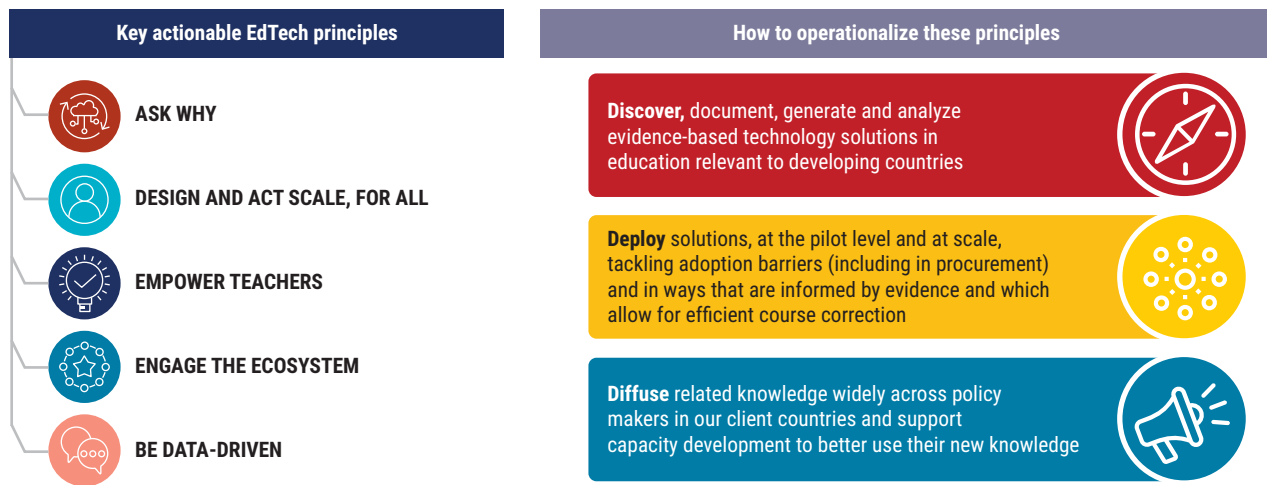 Key actionable EdTech principles
ASK WHY
DESIGN AND ACT SCALE, FOR ALL
EMPOWER TEACHERS
ENGAGE THE ECOSYSTEM
BE DATA-DRIVEN
How to operationalize these principles
Discover, document, generate and analyze
evidence-based technology solutions in
education relevant to developing countries
Deploy solutions, at the pilot level and at scale,
tackling adoption barriers (including in procurement)
and in ways that are informed by evidence and which
allow for efficient course correction
Diffuse related knowledge widely across policy
makers in our client countries and support
capacity development to better use their new knowledge